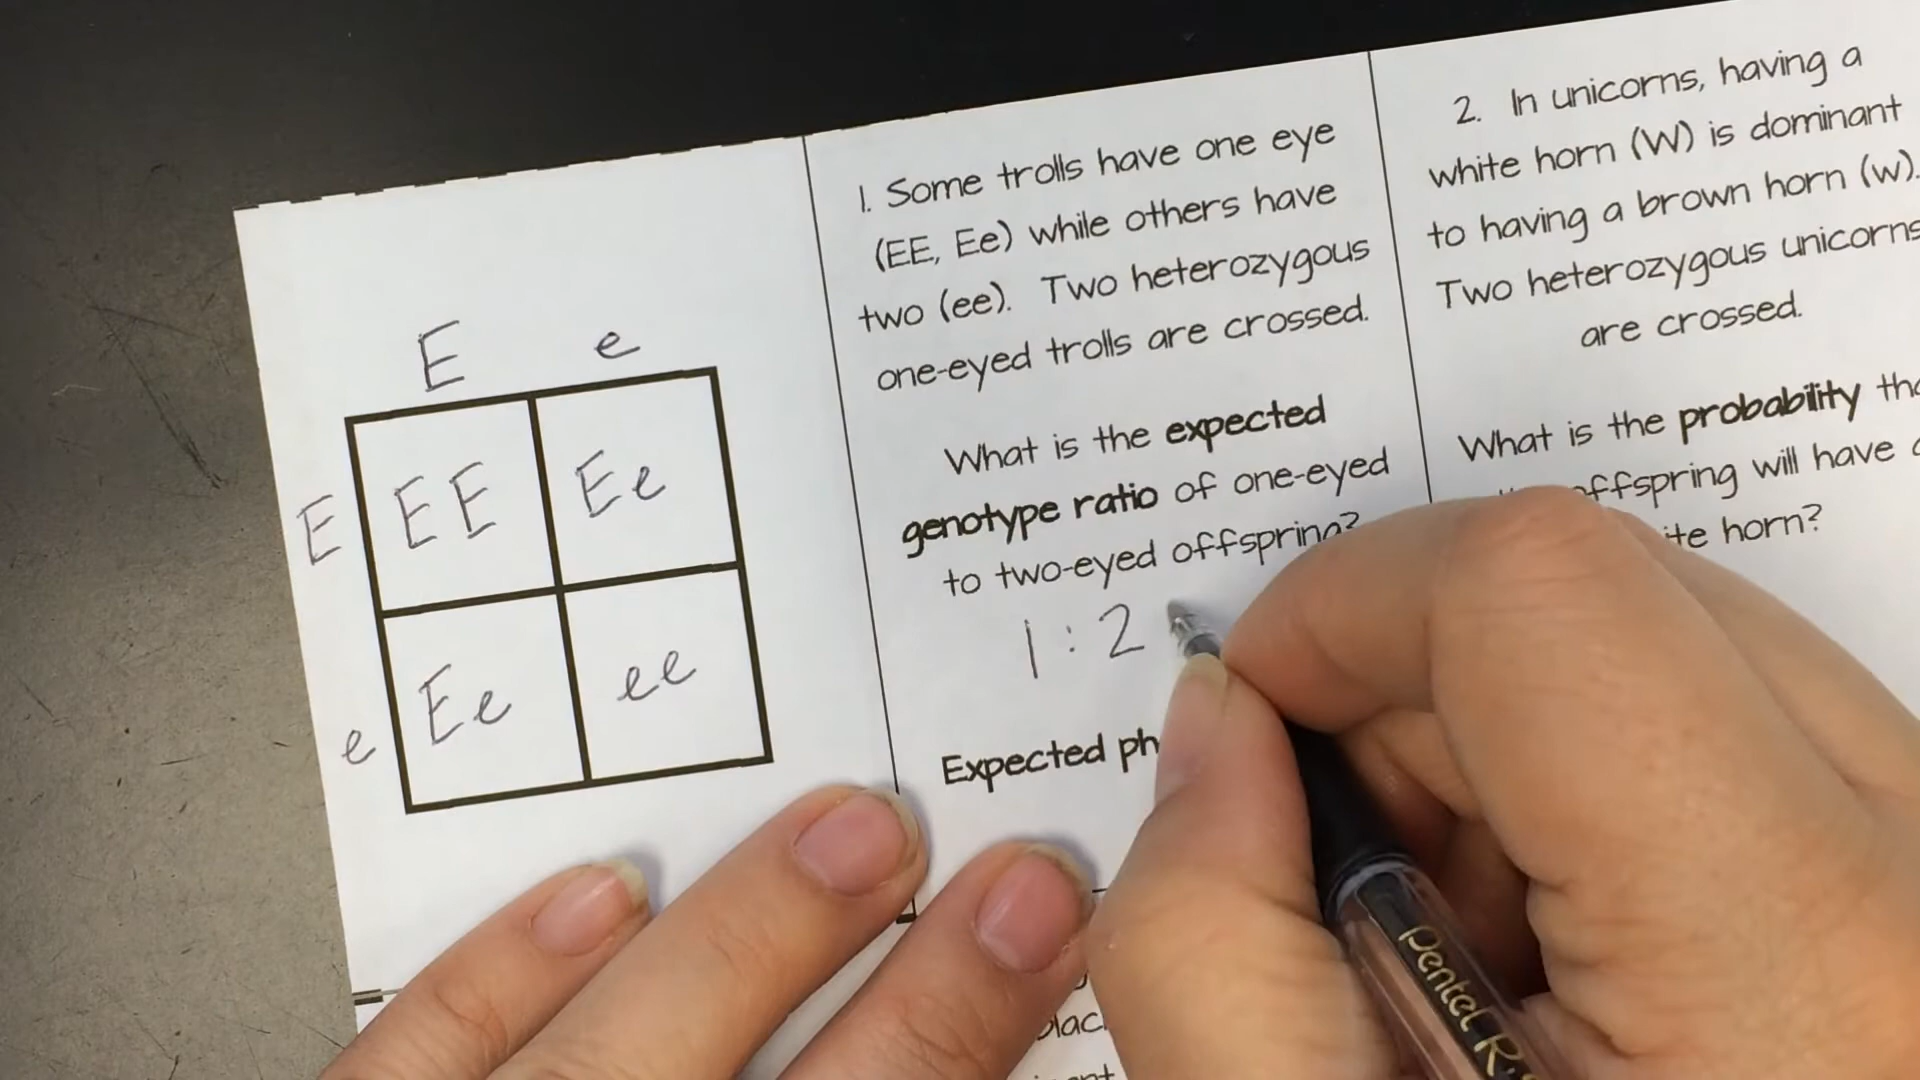 E e
E EE Ee
e Ee ee
1. Some trolls have one eye
(EE, Ee) while others have
two (ee). Two heterozygous
one-eyed trolls are crossed.
What is the expected
genotype ratio of one-eyed
to two-eyed offspring?
1 : 2
Expected ph
2. In unicorns, having a
white horn (W) is dominant
to having a brown horn (w).
Two heterozygous unicorns
are crossed.
What is the probability
offspring will have
horn?
Pentel R.